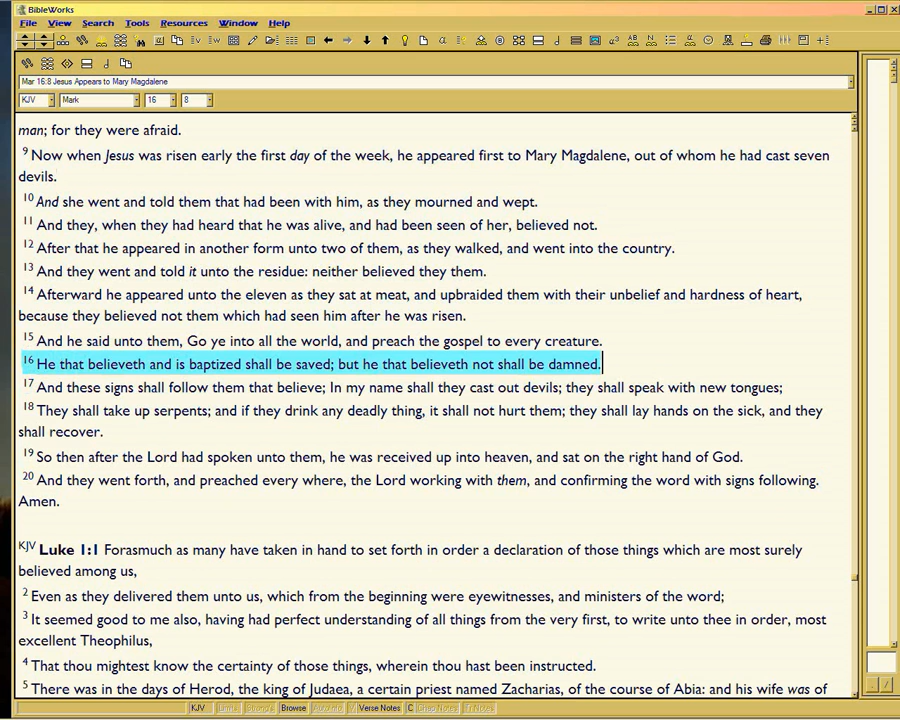 BibleWorks
File View Search Tools Resources Window Help
Mar 16:8 Jesus Appears to Mary Magdalene
KJV Mark 16 8
man; for they were afraid.
9 Now when Jesus was risen early the first day of the week, he appeared first to Mary Magdalene, out of whom he had cast seven
devils.
10 And she went and told them that had been with him, as they mourned and wept.
11 And they, when they had heard that he was alive, and had been seen of her, believed not.
12 After that he appeared in another form unto two of them, as they walked, and went into the country.
13 And they went and told it unto the residue: neither believed they them.
14 Afterward he appeared unto the eleven as they sat at meat, and upbraided them with their unbelief and hardness of heart,
because they believed not them which had seen him after he was risen.
15 And he said unto them, Go ye into all the world, and preach the gospel to every creature.
16 He that believeth and is baptized shall be saved; but he that believeth not shall be damned.
17 And these signs shall follow them that believe; In my name shall they cast out devils; they shall speak with new tongues;
18 They shall take up serpents; and if they drink any deadly thing, it shall not hurt them; they shall lay hands on the sick, and they
shall recover.
19 So then after the Lord had spoken unto them, he was received up into heaven, and sat on the right hand of God.
20 And they went forth, and preached every where, the Lord working with them, and confirming the word with signs following.
Amen.
KJV Luke 1:1 Forasmuch as many have taken in hand to set forth in order a declaration of those things which are most surely
believed among us,
2 Even as they delivered them unto us, which from the beginning were eyewitnesses, and ministers of the word;
3 It seemed good to me also, having had perfect understanding of all things from the very first, to write unto thee in order, most
excellent Theophilus,
4 That thou mightest know the certainty of those things, wherein thou hast been instructed.
5 There was in the days of Herod, the king of Judaea, a certain priest named Zacharias, of the course of Abia: and his wife was of
KJV Browse Verse Notes C